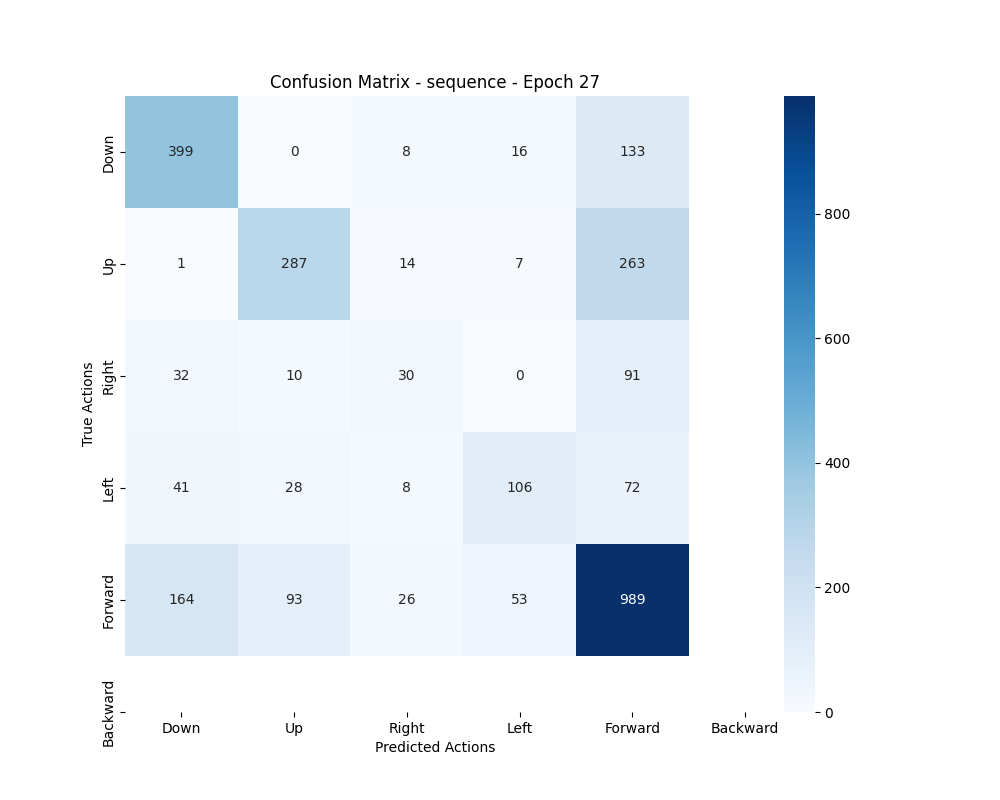 Confusion Matrix - sequence - Epoch 27
True Actions
Down 399 0 8 16 133
Up 1 287 14 7 263
Right 32 10 30 0 91
Left 41 28 8 106 72
Forward 164 93 26 53 989
Backward
Down Up Right Left Forward Backward
Predicted Actions
800
600
400
200
0